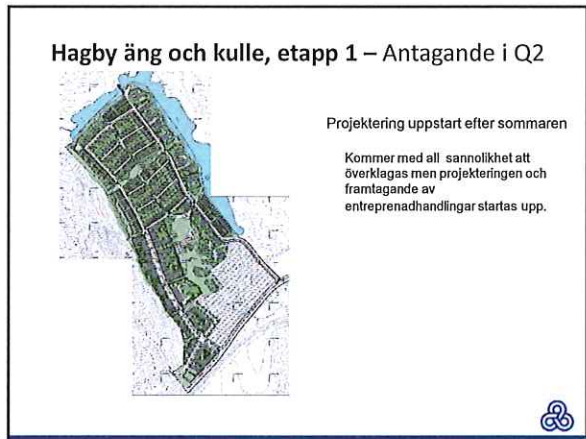 Hagby äng och kulle, etapp 1 – Antagande i Q2
Projektering uppstart efter sommaren
Kommer med all sannolikhet att
överklagas men projekteringen och
framtagande av
entreprenadhandlingar startas upp.